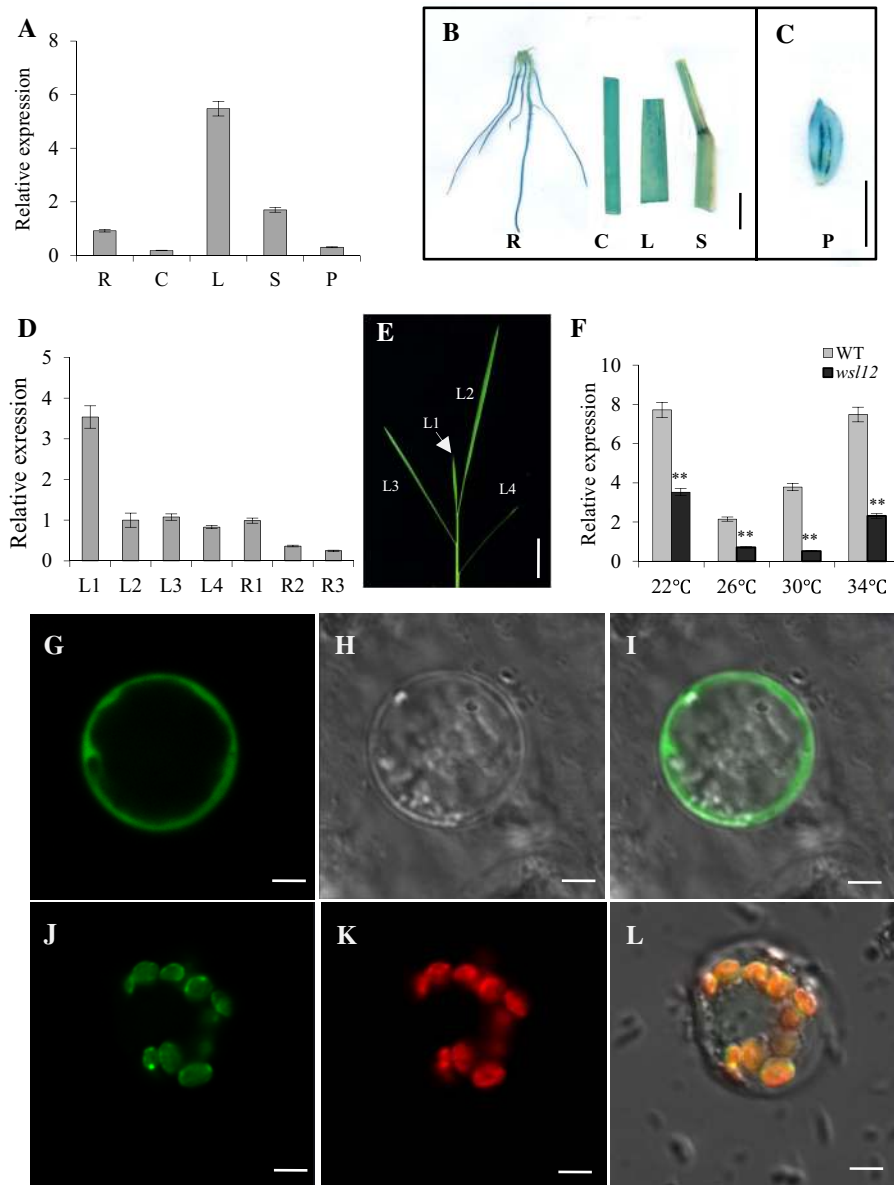 A
Relative expression
8
6
4
2
0
R C L S P
B
R C L S
C
P
D
Relative exression
5
4
3
2
1
0
L1 L2 L3 L4 R1 R2 R3
E
L2
L1
L3
L4
F
WT
wsl12
Relative expression
10
8
6
4
2
0
**
**
**
**
22℃ 26℃ 30℃ 34℃
G
H
I
J
K
L